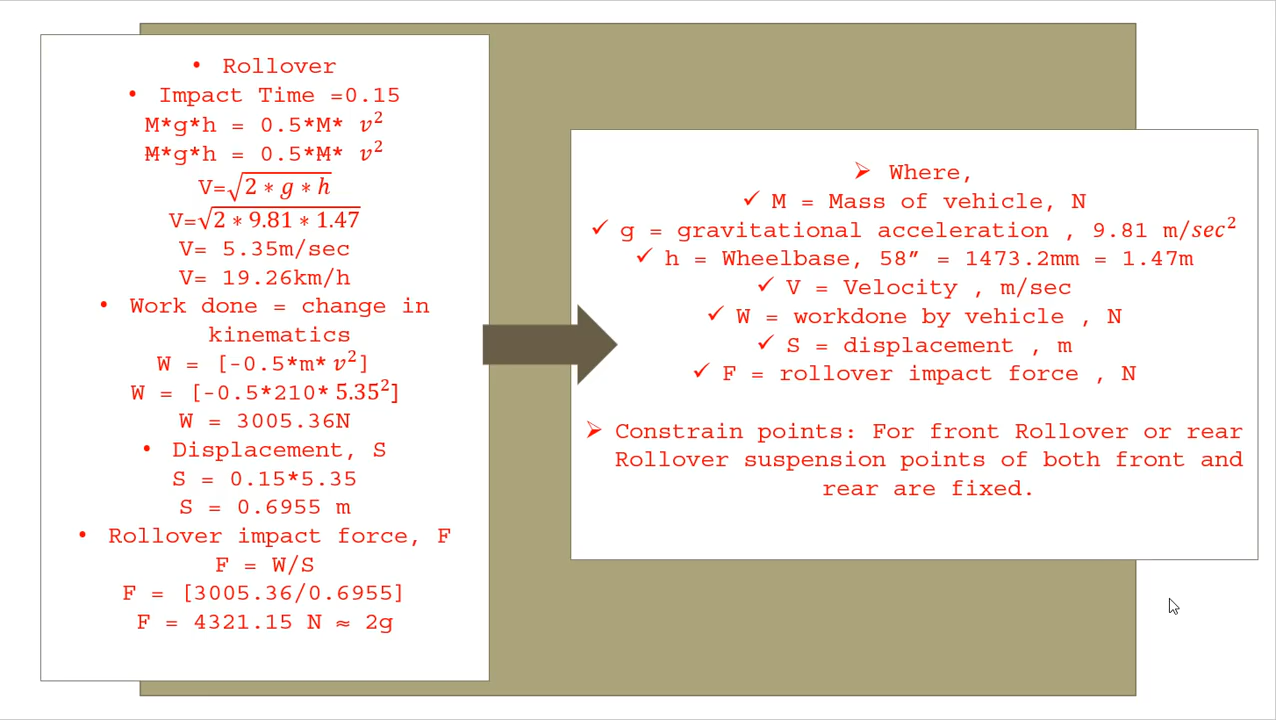 • Rollover
• Impact Time =0.15
M*g*h = 0.5*M* v²
M*g*h = 0.5*M* v²
V=√2 * g * h
V=√2 * 9.81 * 1.47
V= 5.35m/sec
V= 19.26km/h
• Work done = change in
kinematics
W = [-0.5*m* v²]
W = [-0.5*210* 5.35²]
W = 3005.36N
• Displacement, S
S = 0.15*5.35
S = 0.6955 m
• Rollover impact force, F
F = W/S
F = [3005.36/0.6955]
F = 4321.15 N ≈ 2g
➢ Where,
✓ M = Mass of vehicle, N
✓ g = gravitational acceleration , 9.81 m/sec²
✓ h = Wheelbase, 58” = 1473.2mm = 1.47m
✓ V = Velocity , m/sec
✓ W = workdone by vehicle , N
✓ S = displacement , m
✓ F = rollover impact force , N
➢ Constrain points: For front Rollover or rear
Rollover suspension points of both front and
rear are fixed.